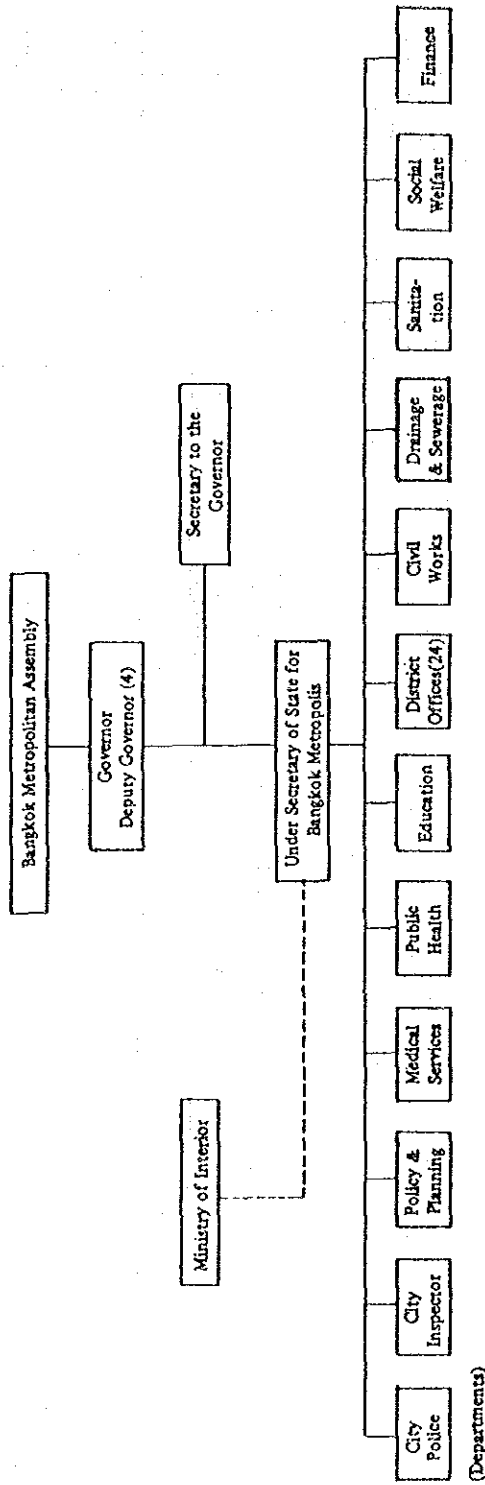 Bangkok Metropolitan Assembly
Governor
Deputy Governor (4)
Secretary to the
Governor
Ministry of Interior
Under Secretary of State for
Bangkok Metropolis
City
Police
City
Inspector
Policy &
Planning
Medical
Services
Public
Health
Education
District
Offices(24)
Civil
Works
Drainage
& Sewerage
Sanita-
tion
Social
Welfare
Finance
(Departments)